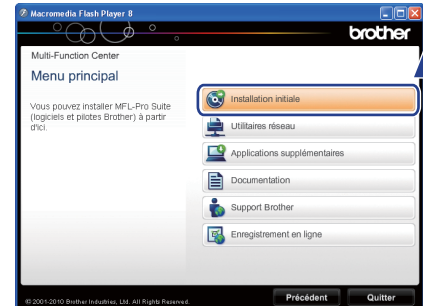 Macromedia Flash Player 8
brother
Multi-Function Center
Menu principal
Vous pouvez installer MFL-Pro Suite
(logiciels et pilotes Brother) à partir
d'ici.
Installation initiale
Utilitaires réseau
Applications supplémentaires
Documentation
Support Brother
Enregistrement en ligne
© 2001-2010 Brother Industries, Ltd. All Rights Reserved.
Précédent
Quitter